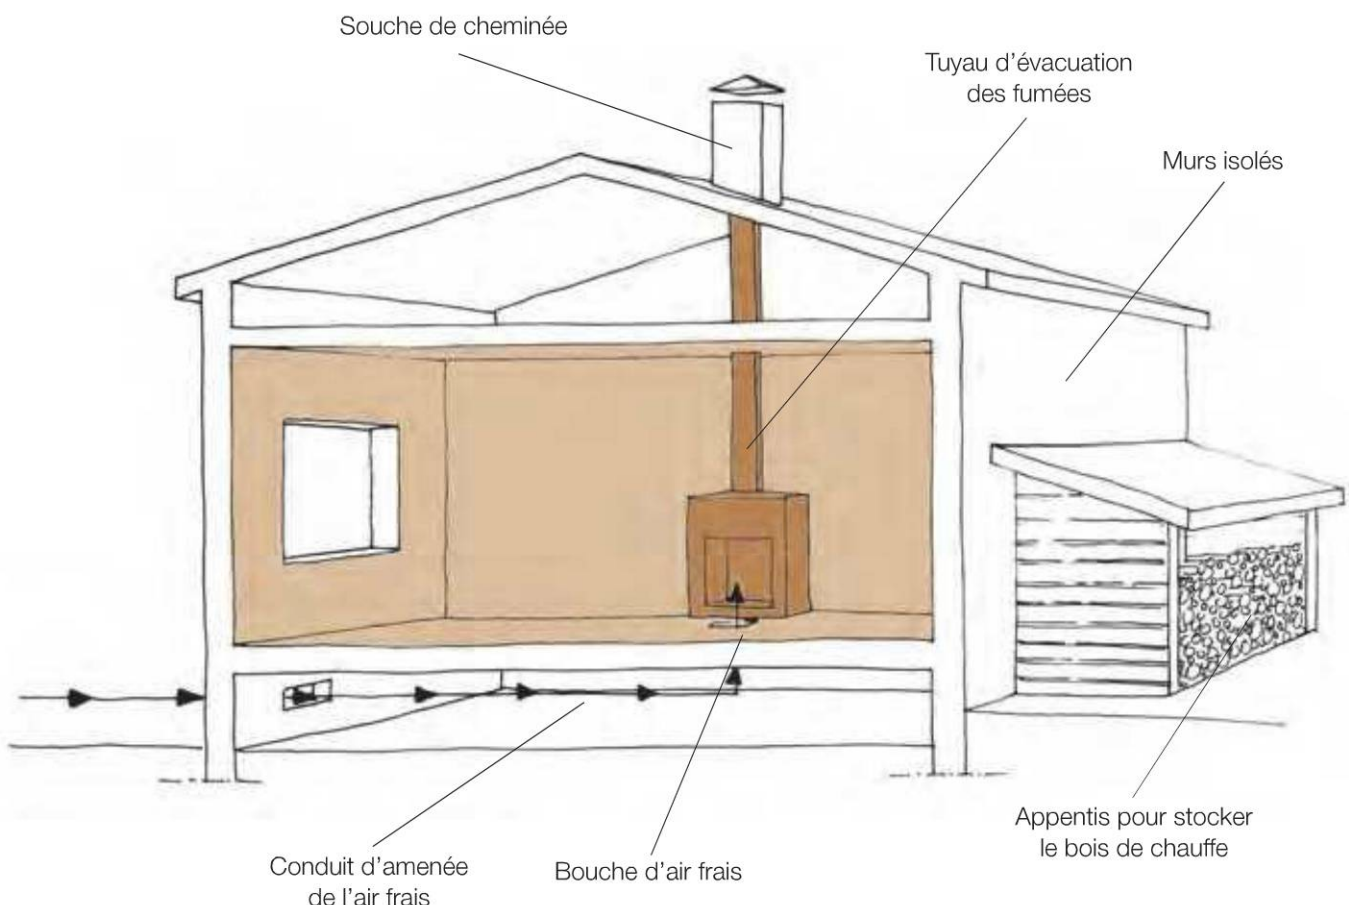 Souche de cheminée
Tuyau d’évacuation
des fumées
Murs isolés
Appentis pour stocker
le bois de chauffe
Bouche d’air frais
Conduit d’amenée
de l’air frais